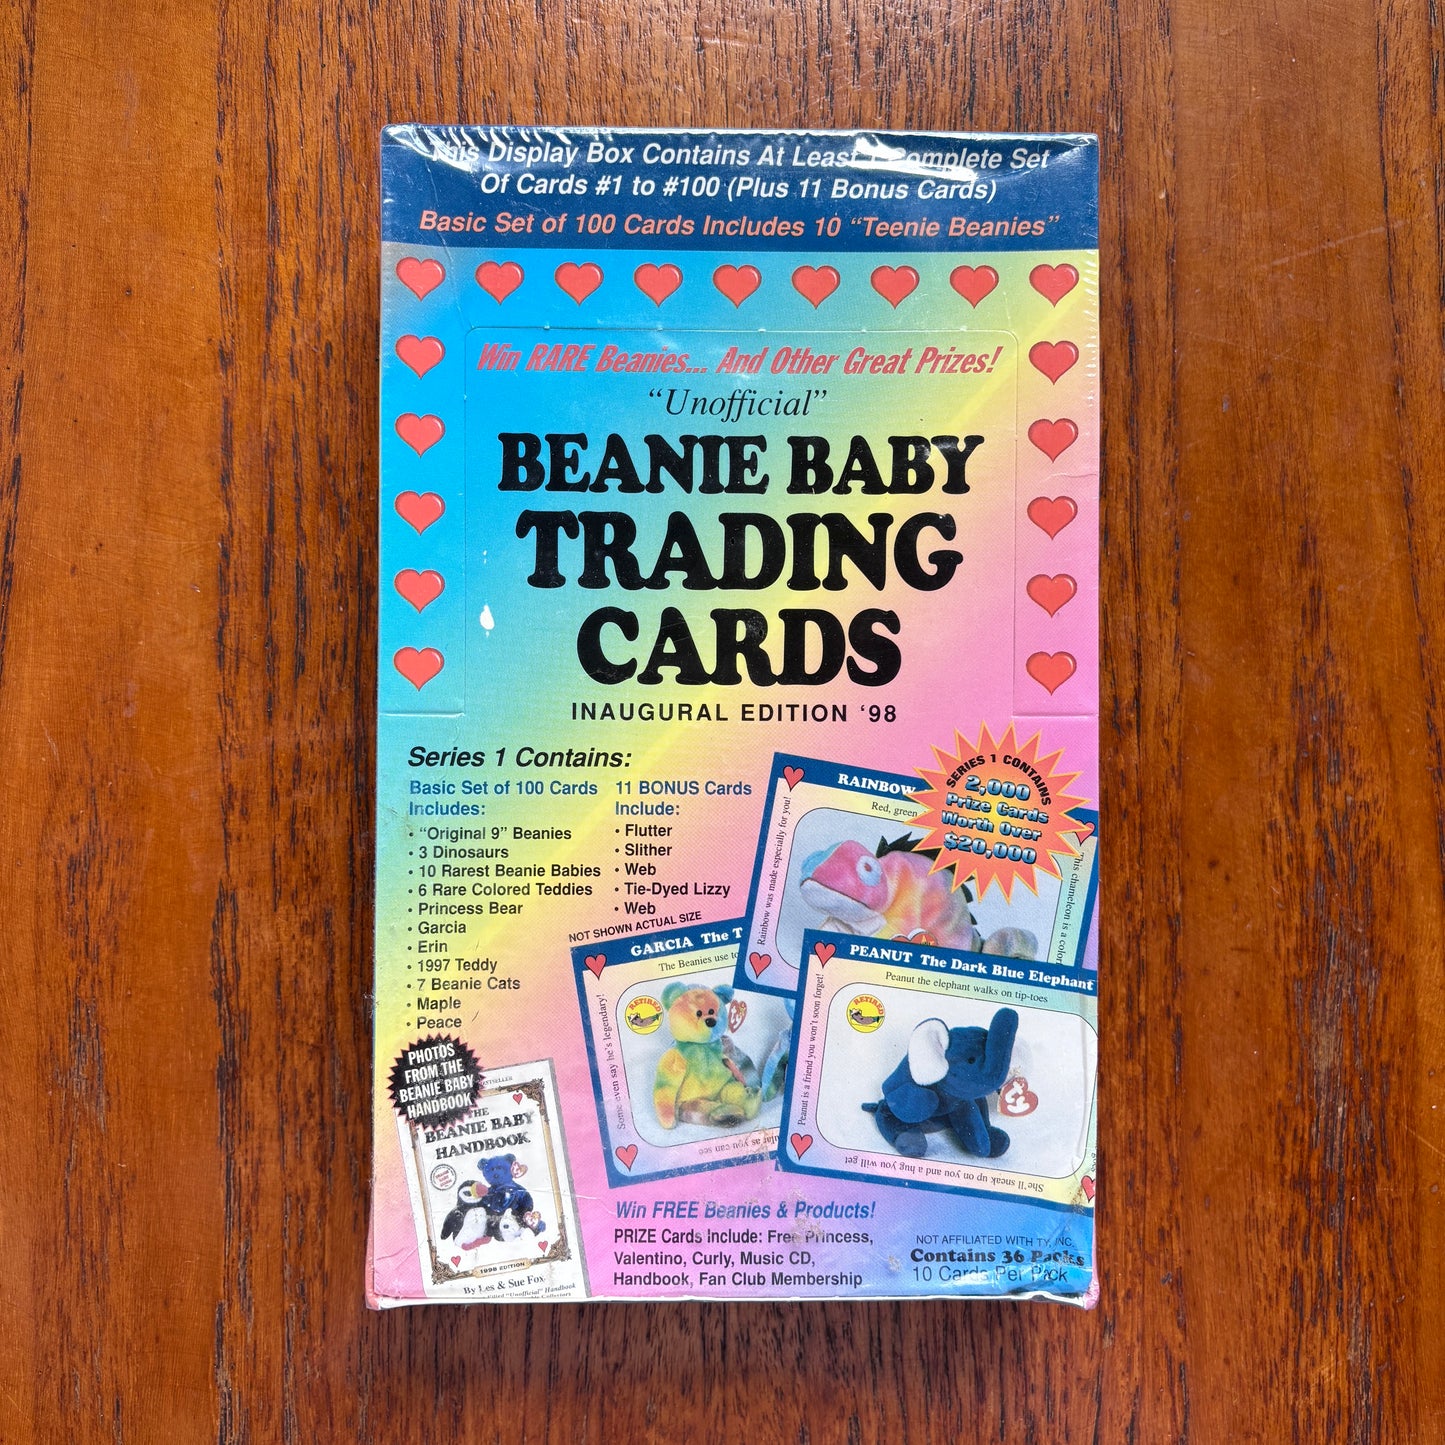 This Display Box Contains At Least 1 Complete Set
Of Cards #1 to #100 (Plus 11 Bonus Cards)
Basic Set of 100 Cards Includes 10 “Teenie Beanies”
Win RARE Beanies... And Other Great Prizes!
“Unofficial”
BEANIE BABY
TRADING
CARDS
INAUGURAL EDITION ‘98
Series 1 Contains:
Basic Set of 100 Cards
Includes:
• “Original 9” Beanies
• 3 Dinosaurs
• 10 Rarest Beanie Babies
• 6 Rare Colored Teddies
• Princess Bear
• Garcia
• Erin
• 1997 Teddy
• 7 Beanie Cats
• Maple
• Peace
11 BONUS Cards
Include:
• Flutter
• Slither
• Web
• Tie-Dyed Lizzy
• Web
NOT SHOWN ACTUAL SIZE
SERIES 1 CONTAINS
2,000
Prize Cards
Worth Over
$20,000
RAINBOW
Red, green
Rainbow was made especially for you!
This chameleon is a color
GARCIA The T
The Beanies use to
Some even say he's legendary!
RETIRED
ular as you can see
PEANUT The Dark Blue Elephant
Peanut the elephant walks on tip-toes
Peanut is a friend you won't soon forget!
RETIRED
She'll sneak up on you and a hug you will get
PHOTOS
FROM THE
BEANIE BABY
HANDBOOK
THE
BEANIE BABY
HANDBOOK
1998 EDITION
By Les & Sue Fox
Win FREE Beanies & Products!
PRIZE Cards Include: Free Princess,
Valentino, Curly, Music CD,
Handbook, Fan Club Membership
NOT AFFILIATED WITH TY, INC.
Contains 36 Packs
10 Cards Per Pack